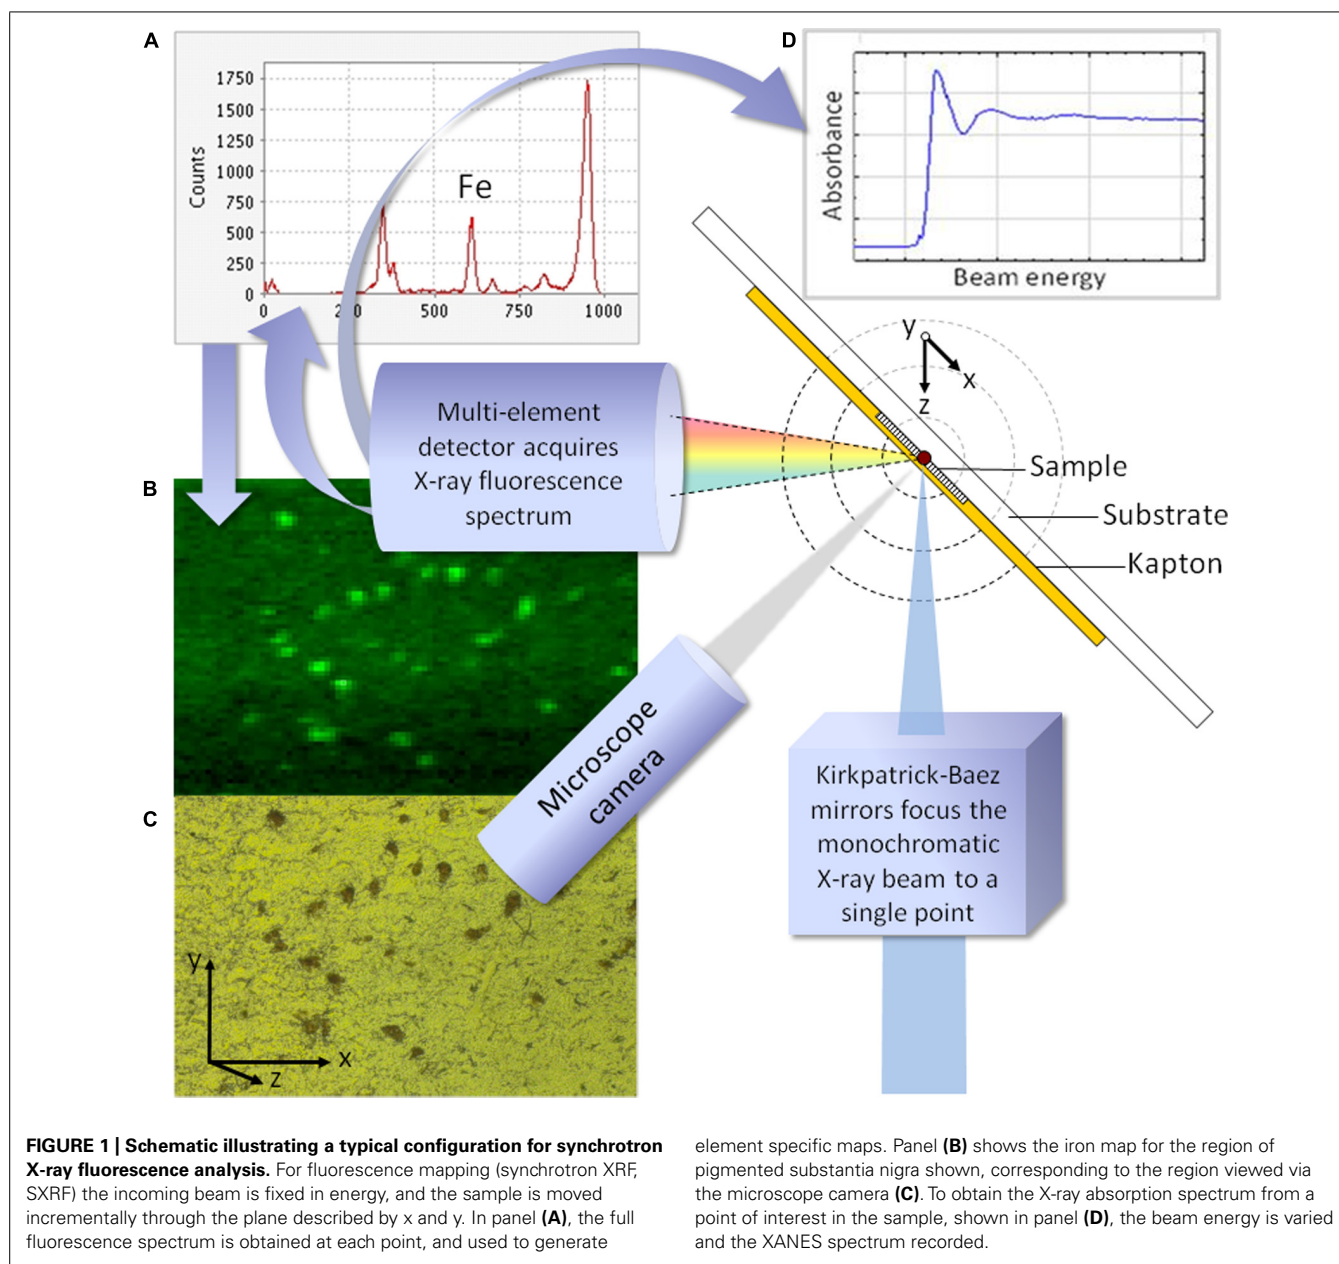 A
1750
1500
1250
1000
750
500
250
0
Counts
Fe
0
500
750
1000
D
Absorbance
Beam energy
y
x
z
Multi-element
detector acquires
X-ray fluorescence
spectrum
Sample
Substrate
Kapton
B
Microscope
camera
Kirkpatrick-Baez
mirrors focus the
monochromatic
X-ray beam to a
single point
C
y
x
z
FIGURE 1 | Schematic illustrating a typical configuration for synchrotron
X-ray fluorescence analysis. For fluorescence mapping (synchrotron XRF,
SXRF) the incoming beam is fixed in energy, and the sample is moved
incrementally through the plane described by x and y. In panel (A), the full
fluorescence spectrum is obtained at each point, and used to generate
element specific maps. Panel (B) shows the iron map for the region of
pigmented substantia nigra shown, corresponding to the region viewed via
the microscope camera (C). To obtain the X-ray absorption spectrum from a
point of interest in the sample, shown in panel (D), the beam energy is varied
and the XANES spectrum recorded.